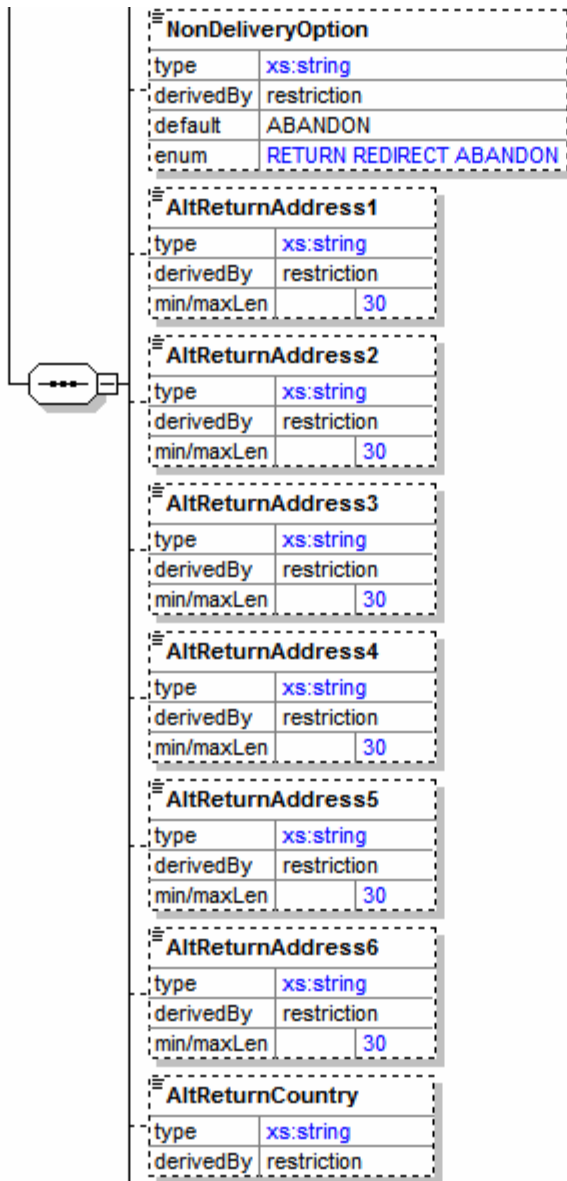 NonDeliveryOption
type xs:string
derivedBy restriction
default ABANDON
enum RETURN REDIRECT ABANDON
AltReturnAddress1
type xs:string
derivedBy restriction
min/maxLen 30
AltReturnAddress2
type xs:string
derivedBy restriction
min/maxLen 30
AltReturnAddress3
type xs:string
derivedBy restriction
min/maxLen 30
AltReturnAddress4
type xs:string
derivedBy restriction
min/maxLen 30
AltReturnAddress5
type xs:string
derivedBy restriction
min/maxLen 30
AltReturnAddress6
type xs:string
derivedBy restriction
min/maxLen 30
AltReturnCountry
type xs:string
derivedBy restriction